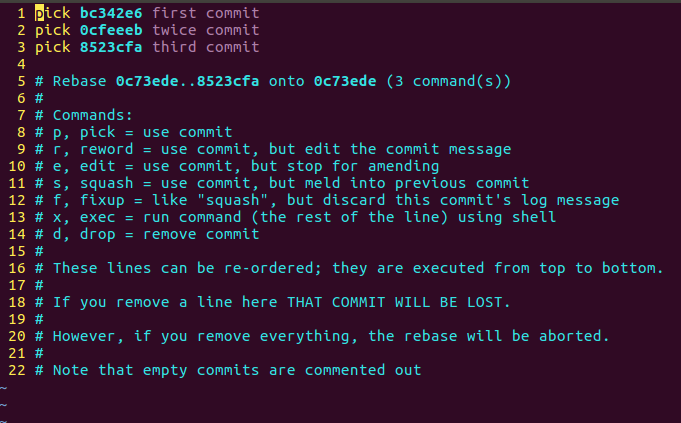 1 pick bc342e6 first commit
2 pick 0cfeeeb twice commit
3 pick 8523cfa third commit
4
5 # Rebase 0c73ede..8523cfa onto 0c73ede (3 command(s))
6 #
7 # Commands:
8 # p, pick = use commit
9 # r, reword = use commit, but edit the commit message
10 # e, edit = use commit, but stop for amending
11 # s, squash = use commit, but meld into previous commit
12 # f, fixup = like "squash", but discard this commit's log message
13 # x, exec = run command (the rest of the line) using shell
14 # d, drop = remove commit
15 #
16 # These lines can be re-ordered; they are executed from top to bottom.
17 #
18 # If you remove a line here THAT COMMIT WILL BE LOST.
19 #
20 # However, if you remove everything, the rebase will be aborted.
21 #
22 # Note that empty commits are commented out
~
~
~